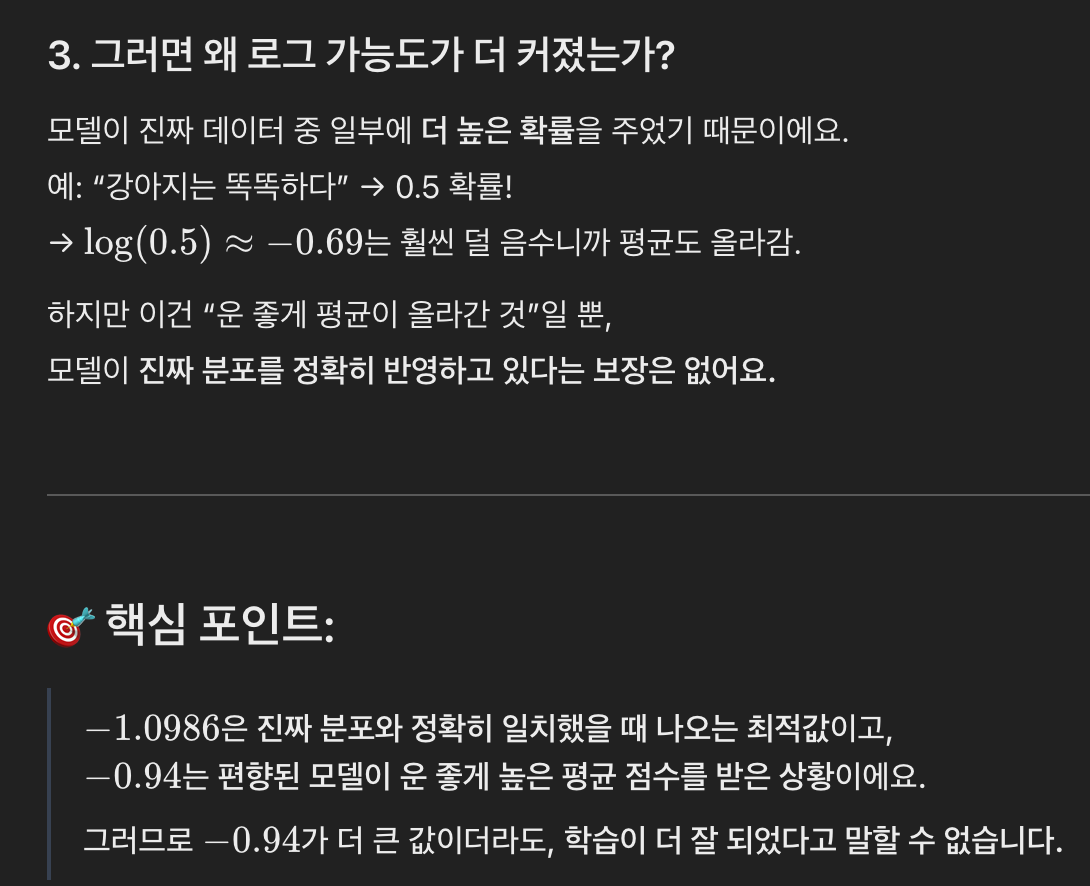 3. 그러면 왜 로그 가능도가 더 커졌는가?
모델이 진짜 데이터 중 일부에 더 높은 확률을 주었기 때문이에요.
예: “강아지는 똑똑하다” → 0.5 확률!
→ log(0.5) ≈ −0.69는 훨씬 덜 음수니까 평균도 올라감.
하지만 이건 “운 좋게 평균이 올라간 것”일 뿐,
모델이 진짜 분포를 정확히 반영하고 있다는 보장은 없어요.
🎯 핵심 포인트:
−1.0986은 진짜 분포와 정확히 일치했을 때 나오는 최적값이고,
−0.94는 편향된 모델이 운 좋게 높은 평균 점수를 받은 상황이에요.
그러므로 −0.94가 더 큰 값이더라도, 학습이 더 잘 되었다고 말할 수 없습니다.